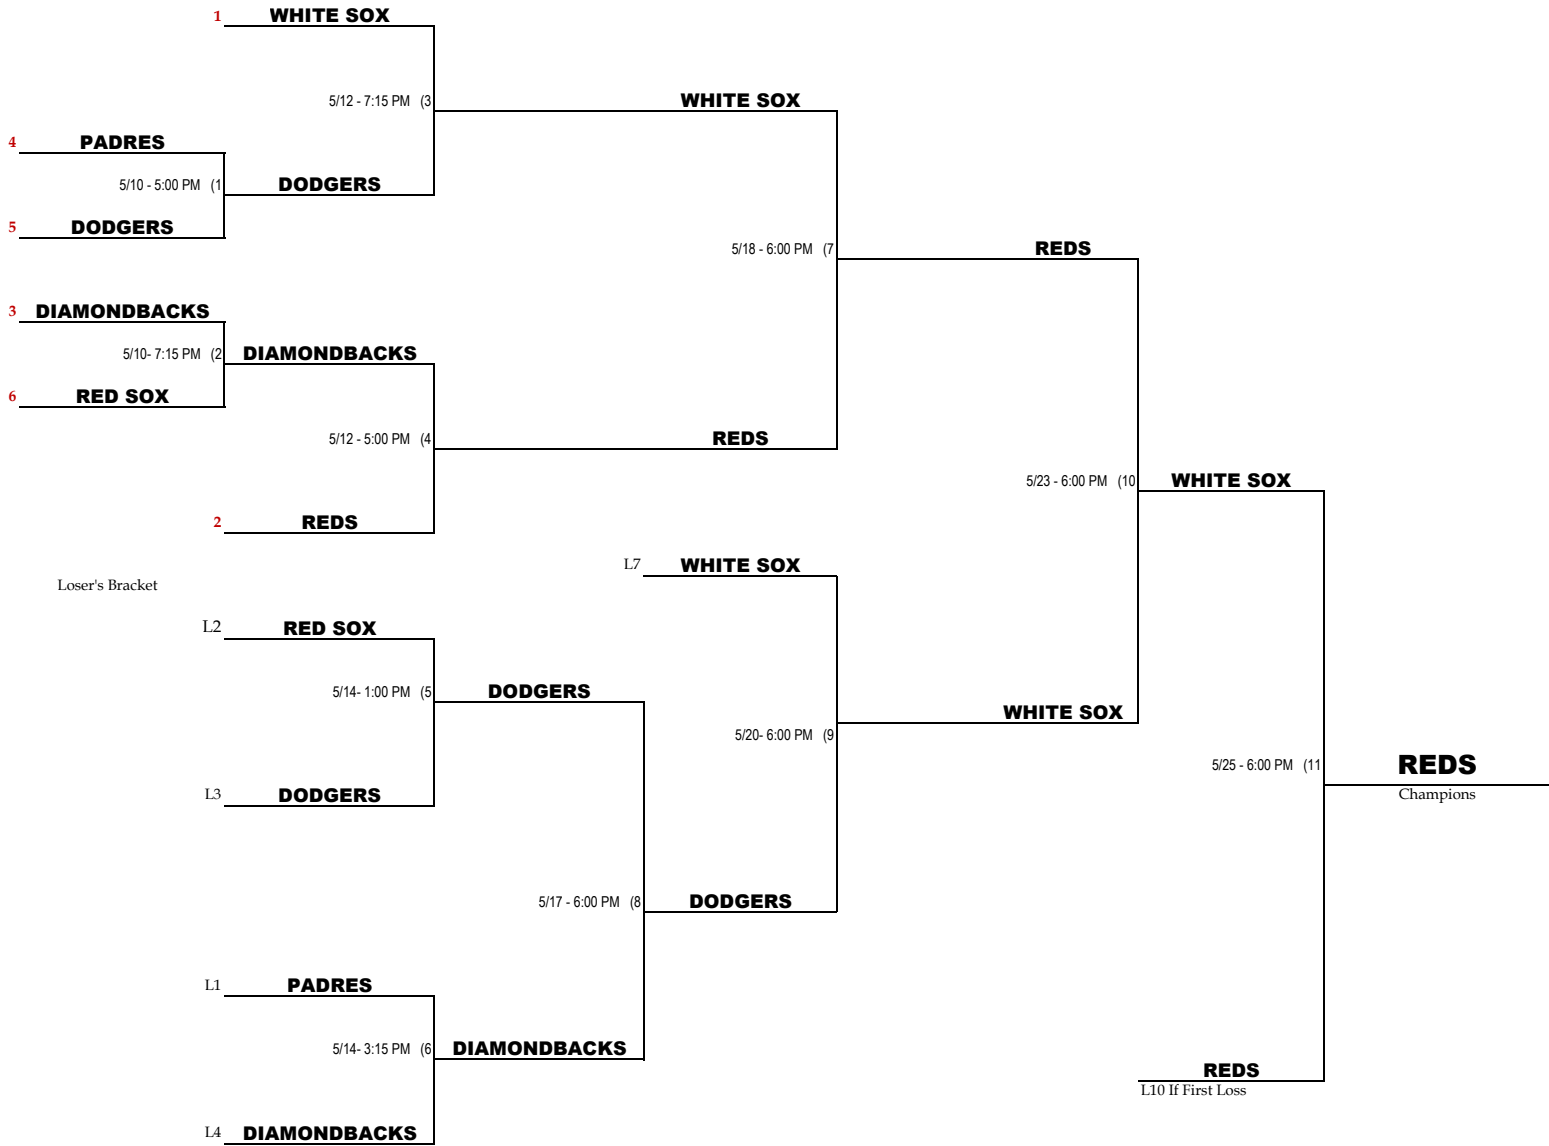 1 WHITE SOX
5/12 - 7:15 PM (3
WHITE SOX
4 PADRES
5/10 - 5:00 PM (1
DODGERS
5 DODGERS
5/18 - 6:00 PM (7
REDS
3 DIAMONDBACKS
5/10- 7:15 PM (2
DIAMONDBACKS
6 RED SOX
5/12 - 5:00 PM (4
REDS
5/23 - 6:00 PM (10
WHITE SOX
2 REDS
L7 WHITE SOX
Loser's Bracket
L2 RED SOX
5/14- 1:00 PM (5
DODGERS
WHITE SOX
5/20- 6:00 PM (9
5/25 - 6:00 PM (11
REDS
Champions
L3 DODGERS
5/17 - 6:00 PM (8
DODGERS
L1 PADRES
5/14- 3:15 PM (6
DIAMONDBACKS
REDS
L10 If First Loss
L4 DIAMONDBACKS